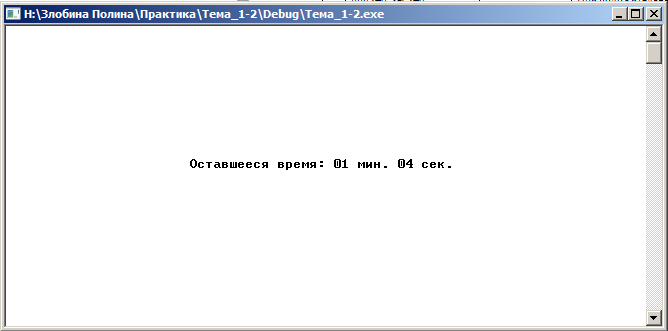 H:\Злобина Полина\Практика\Тема_1-2\Debug\Тема_1-2.exe
Оставшееся время: 01 мин. 04 сек.